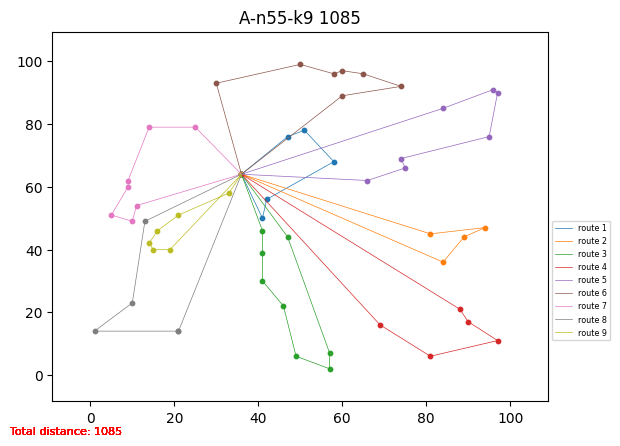 A-n55-k9 1085
100
80
60
40
20
0
0 20 40 60 80 100
route 1
route 2
route 3
route 4
route 5
route 6
route 7
route 8
route 9
Total distance: 1085